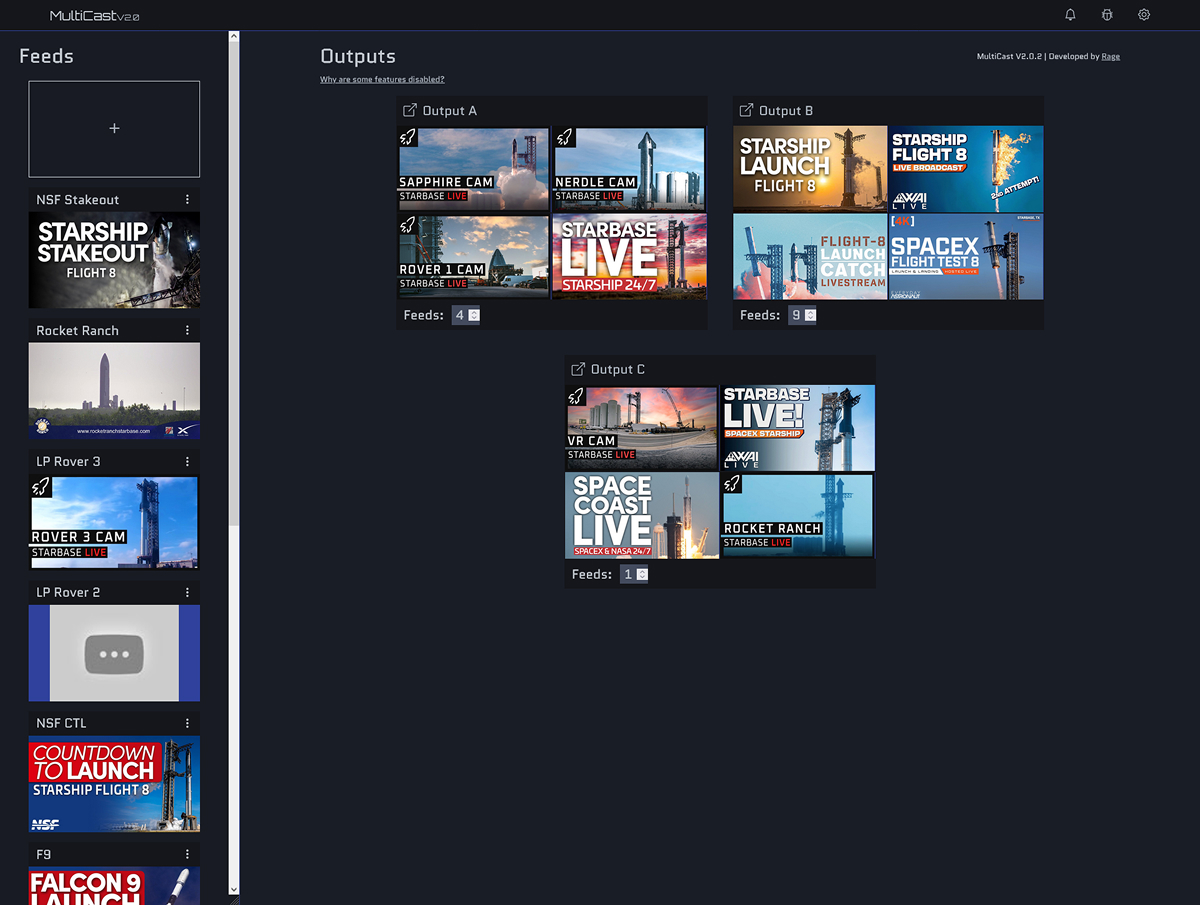 MultiCast V2.0
Feeds
+
NSF Stakeout
STARSHIP
STAKEOUT
FLIGHT 8
Rocket Ranch
www.rocketranchstarbase.com
LP Rover 3
ROVER 3 CAM
STARBASE LIVE
LP Rover 2
NSF CTL
COUNTDOWN
TO LAUNCH
STARSHIP FLIGHT 8
NSF
F9
FALCON 9
LAUNCH
Outputs
MultiCast V2.0.2 | Developed by Rage
Why are some features disabled?
Output A
SAPPHIRE CAM
STARBASE LIVE
NERDLE CAM
STARBASE LIVE
ROVER 1 CAM
STARBASE LIVE
STARBASE
LIVE
STARSHIP 24/7
Feeds: 4
Output B
STARSHIP
LAUNCH
FLIGHT 8
STARSHIP
FLIGHT 8
LIVE BROADCAST
2ND ATTEMPT!
WAI
LIVE
FLIGHT-8
LAUNCH
CATCH
LIVESTREAM
[4K]
STARBASE, TX
SPACEX
FLIGHT TEST 8
LAUNCH & LANDING HOSTED LIVE
EVERYDAY
ASTRONAUT
Feeds: 9
Output C
VR CAM
STARBASE LIVE
STARBASE
LIVE!
SPACEX STARSHIP
WAI
LIVE
SPACE
COAST
LIVE
SPACEX & NASA 24/7
ROCKET RANCH
STARBASE LIVE
Feeds: 1